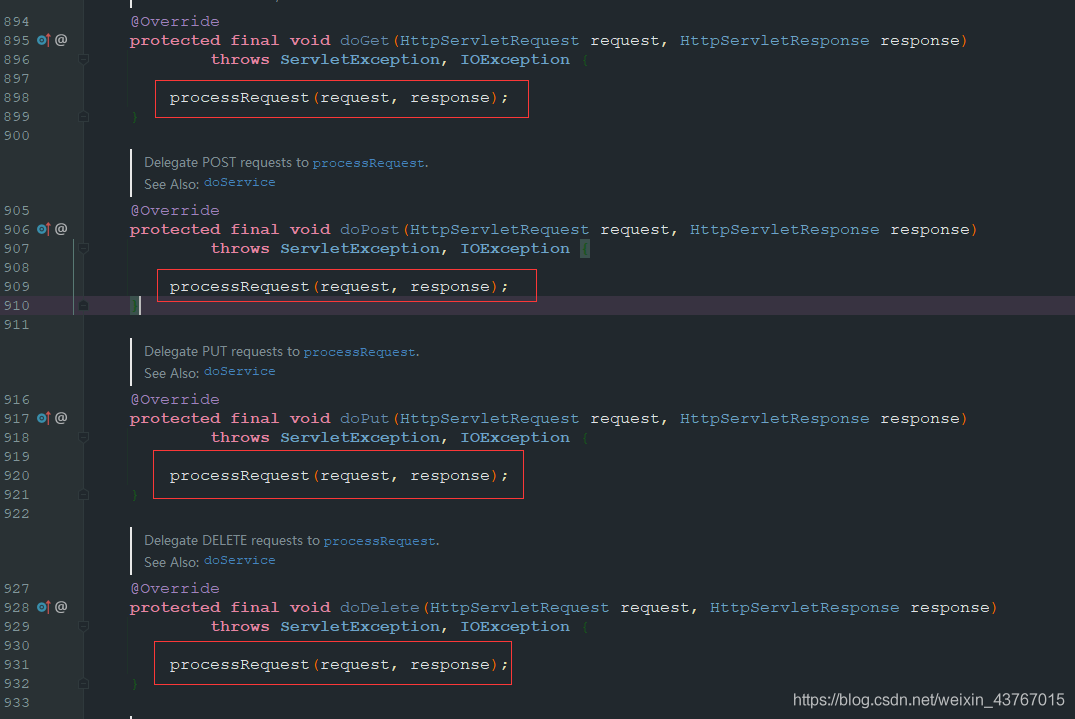 894 @Override
895 @ protected final void doGet(HttpServletRequest request, HttpServletResponse response)
896 throws ServletException, IOException {
897
898 processRequest(request, response);
899 }
900
Delegate POST requests to processRequest.
See Also: doService
905 @Override
906 @ protected final void doPost(HttpServletRequest request, HttpServletResponse response)
907 throws ServletException, IOException {
908
909 processRequest(request, response);
910 }
911
Delegate PUT requests to processRequest.
See Also: doService
916 @Override
917 @ protected final void doPut(HttpServletRequest request, HttpServletResponse response)
918 throws ServletException, IOException {
919
920 processRequest(request, response);
921 }
922
Delegate DELETE requests to processRequest.
See Also: doService
927 @Override
928 @ protected final void doDelete(HttpServletRequest request, HttpServletResponse response)
929 throws ServletException, IOException {
930
931 processRequest(request, response);
932 }
933
https://blog.csdn.net/weixin_43767015